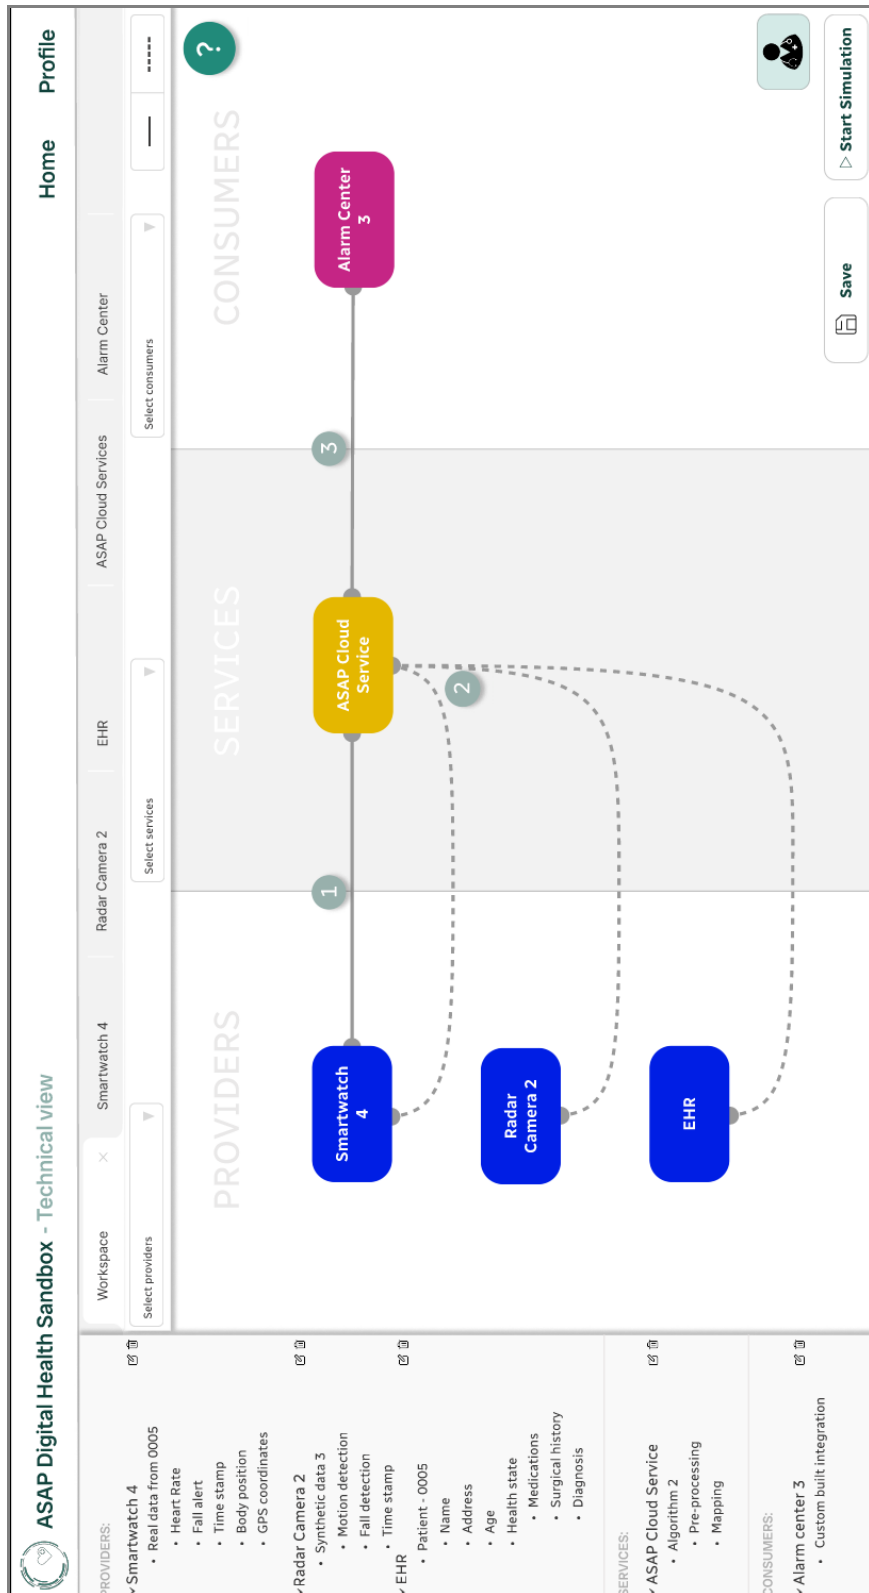 ASAP Digital Health Sandbox - Technical view
Home
Profile
Workspace
Smartwatch 4
Radar Camera 2
EHR
ASAP Cloud Services
Alarm Center
Select providers
Select services
Select consumers
PROVIDERS:
Smartwatch 4
• Real data from 0005
• Heart Rate
• Fall alert
• Time stamp
• Body position
• GPS coordinates
Radar Camera 2
• Synthetic data 3
• Motion detection
• Fall detection
• Time stamp
EHR
• Patient - 0005
• Name
• Address
• Age
• Health state
• Medications
• Surgical history
• Diagnosis
SERVICES:
ASAP Cloud Service
• Algorithm 2
• Pre-processing
• Mapping
CONSUMERS:
Alarm center 3
• Custom built integration
PROVIDERS
SERVICES
CONSUMERS
?
Smartwatch
4
1
ASAP Cloud
Service
3
Alarm Center
3
2
Radar
Camera 2
EHR
Save
Start Simulation